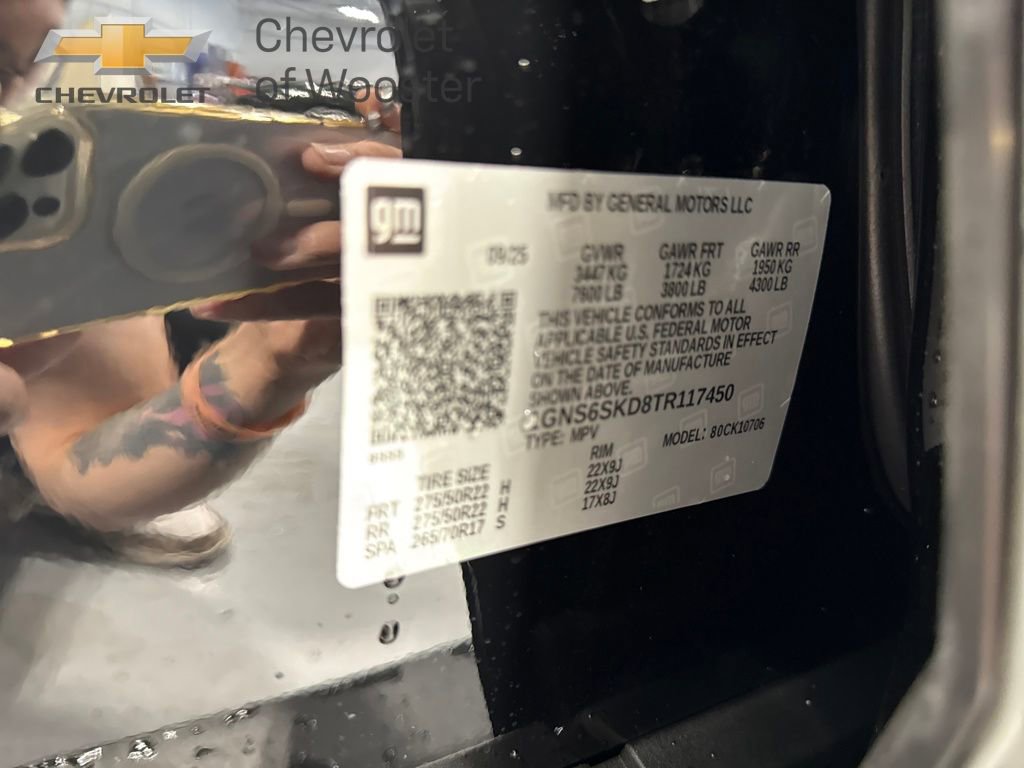 CHEVROLET
Chevrolet
of Wooster
gm
MFD BY GENERAL MOTORS LLC
09/25
GVWR GAWR FRT GAWR RR
3447 KG 1724 KG 1950 KG
7600 LB 3800 LB 4300 LB
THIS VEHICLE CONFORMS TO ALL
APPLICABLE U.S. FEDERAL MOTOR
VEHICLE SAFETY STANDARDS IN EFFECT
ON THE DATE OF MANUFACTURE
SHOWN ABOVE.
1GNS6SKD8TR117450
TYPE: MPV MODEL: 80CK10706
TIRE SIZE RIM
FRT 275/50R22 H 22X9J
RR 275/50R22 H 22X9J
SPA 265/70R17 S 17X8J